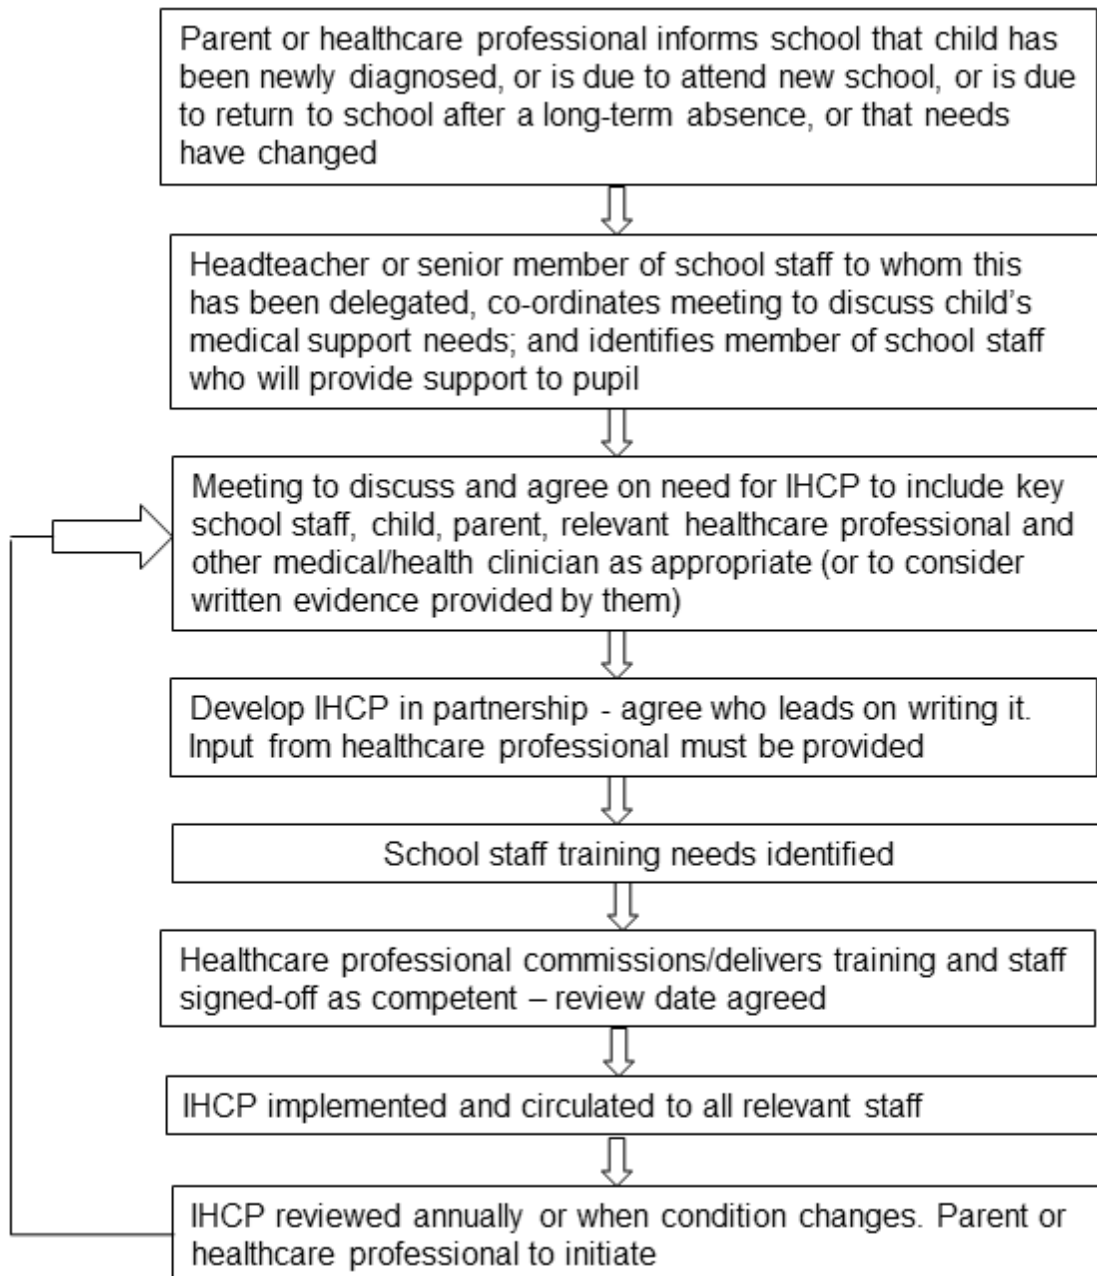 Parent or healthcare professional informs school that child has
been newly diagnosed, or is due to attend new school, or is due
to return to school after a long-term absence, or that needs
have changed
Headteacher or senior member of school staff to whom this
has been delegated, co-ordinates meeting to discuss child’s
medical support needs; and identifies member of school staff
who will provide support to pupil
Meeting to discuss and agree on need for IHCP to include key
school staff, child, parent, relevant healthcare professional and
other medical/health clinician as appropriate (or to consider
written evidence provided by them)
Develop IHCP in partnership - agree who leads on writing it.
Input from healthcare professional must be provided
School staff training needs identified
Healthcare professional commissions/delivers training and staff
signed-off as competent – review date agreed
IHCP implemented and circulated to all relevant staff
IHCP reviewed annually or when condition changes. Parent or
healthcare professional to initiate